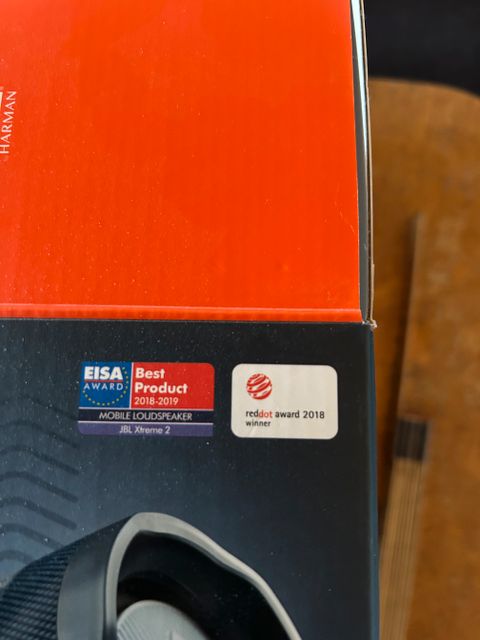 HARMAN
EISA
AWARD
Best
Product
2018-2019
MOBILE LOUDSPEAKER
JBL Xtreme 2
reddot award 2018
winner